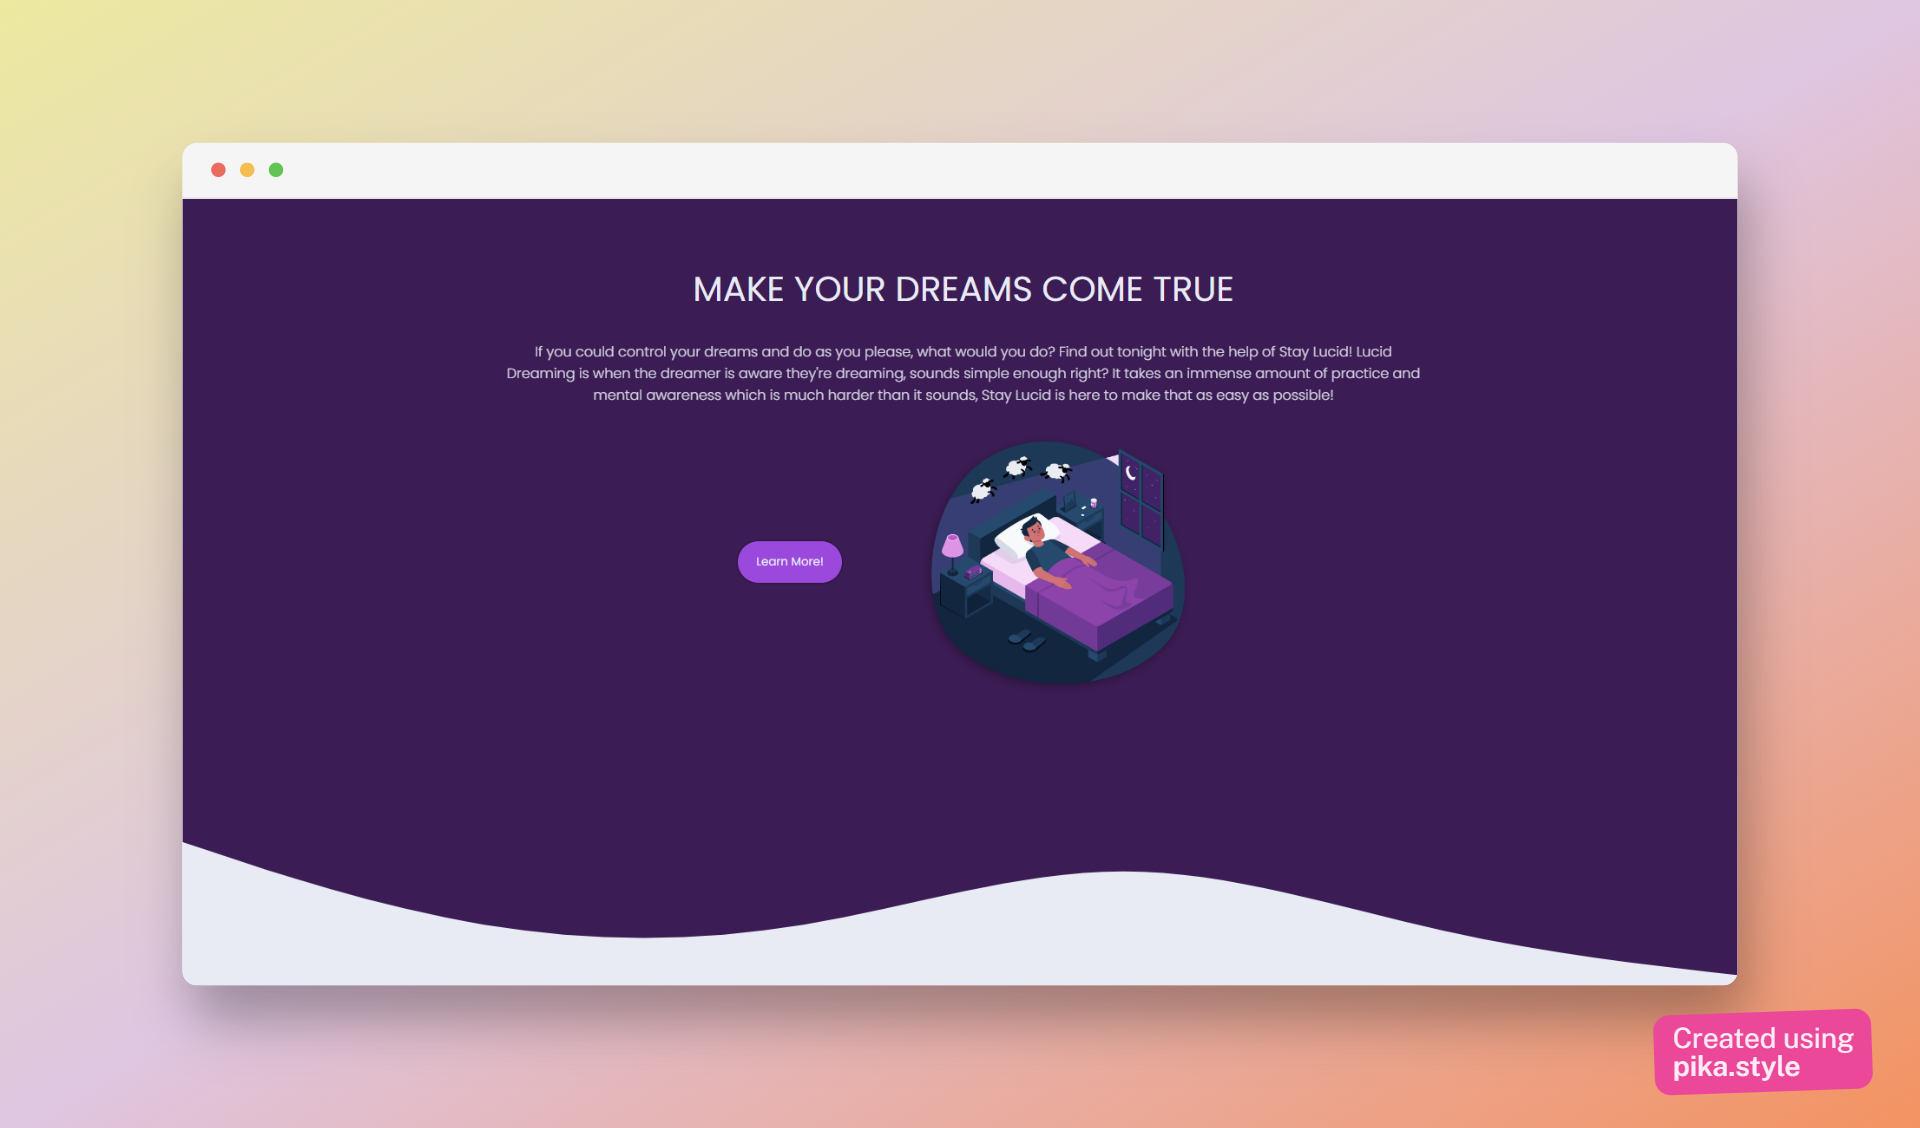 MAKE YOUR DREAMS COME TRUE
If you could control your dreams and do as you please, what would you do? Find out tonight with the help of Stay Lucid! Lucid
Dreaming is when the dreamer is aware they're dreaming, sounds simple enough right? It takes an immense amount of practice and
mental awareness which is much harder than it sounds, Stay Lucid is here to make that as easy as possible!
Learn More!
Created using
pika.style